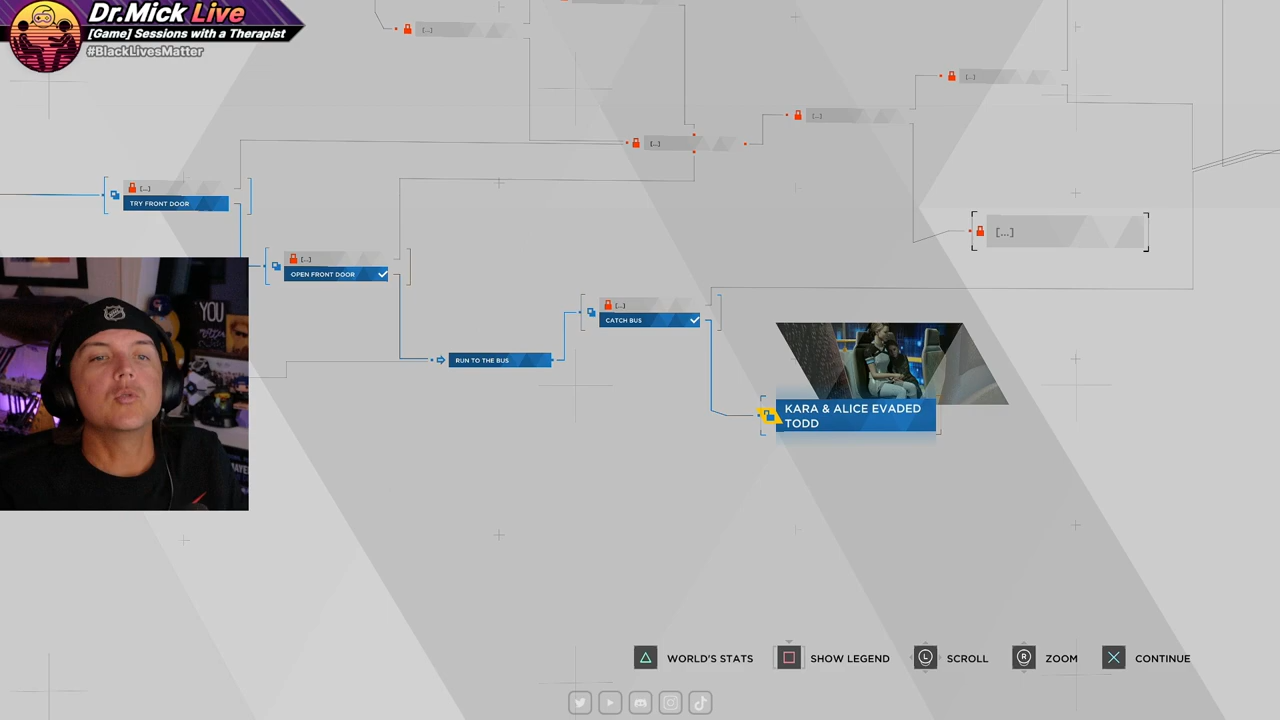 Dr.Mick Live
[Game] Sessions with a Therapist
#BlackLivesMatter
[...]
[...]
[...]
[...]
[...]
TRY FRONT DOOR
[...]
[...]
OPEN FRONT DOOR
[...]
CATCH BUS
RUN TO THE BUS
KARA & ALICE EVADED
TODD
YOU
WORLD'S STATS
SHOW LEGEND
L
SCROLL
R
ZOOM
CONTINUE